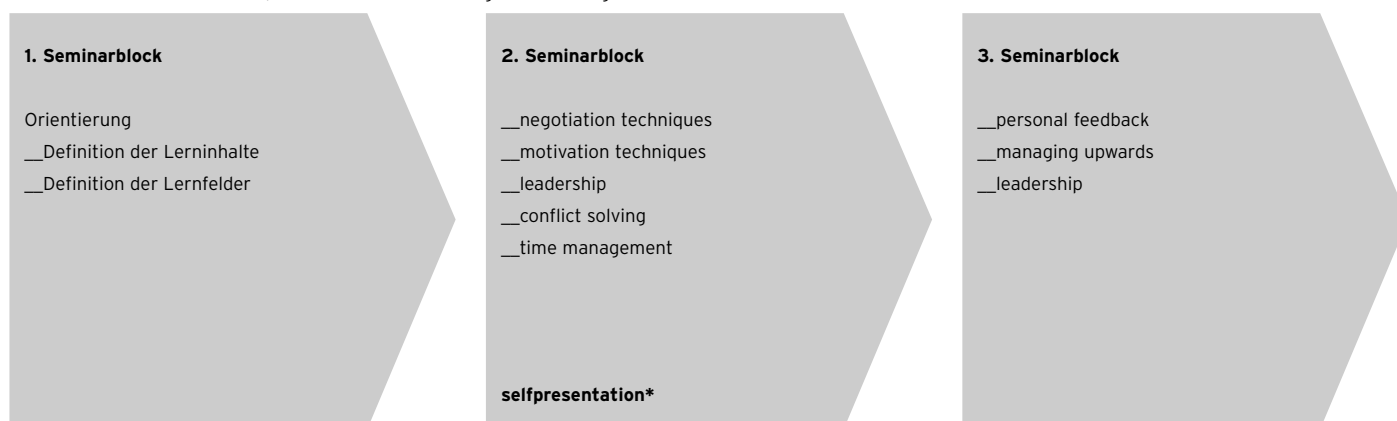 1. Seminarblock
Orientierung
__Definition der Lerninhalte
__Definition der Lernfelder
2. Seminarblock
__negotiation techniques
__motivation techniques
__leadership
__conflict solving
__time management
selfpresentation*
3. Seminarblock
__personal feedback
__managing upwards
__leadership